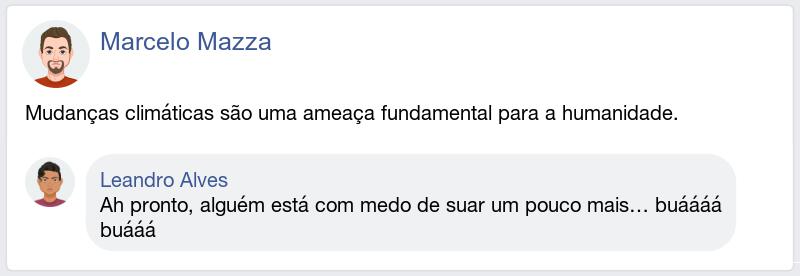 Marcelo Mazza
Mudanças climáticas são uma ameaça fundamental para a humanidade.
Leandro Alves
Ah pronto, alguém está com medo de suar um pouco mais... buáááá
buááá